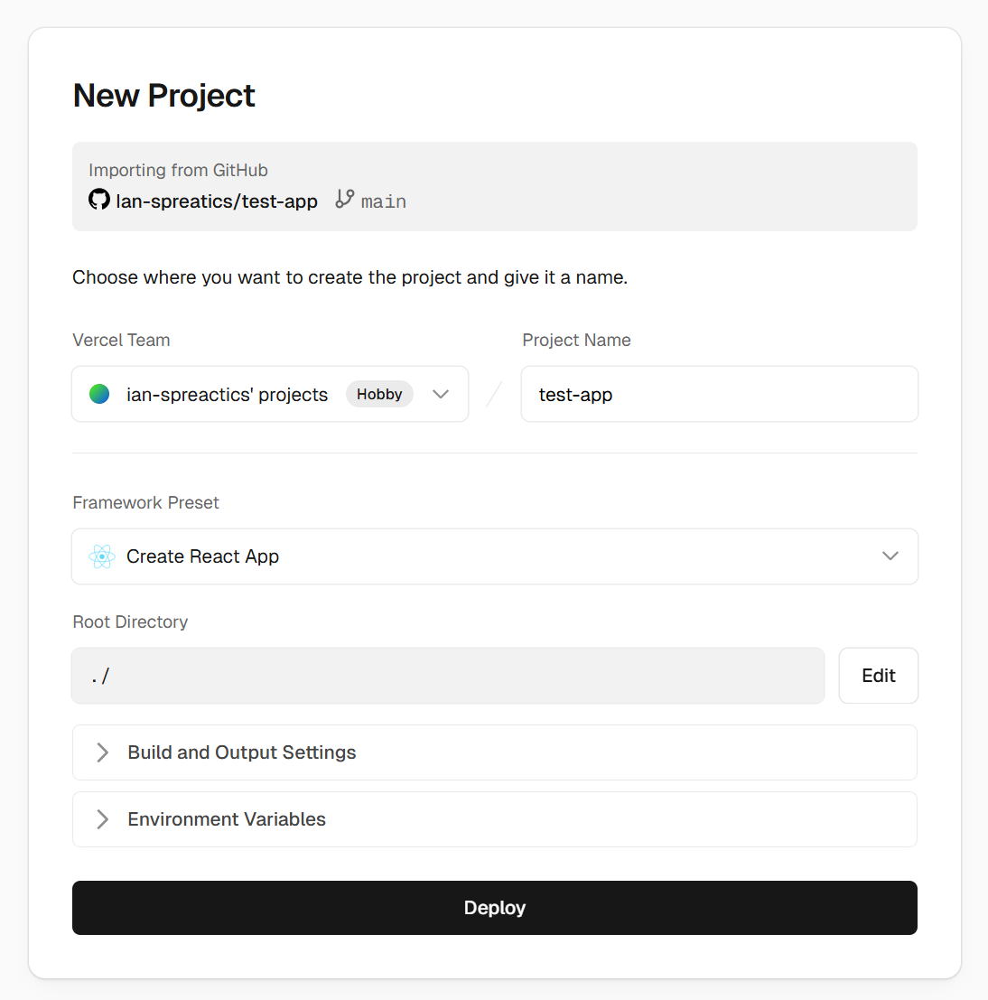 New Project
Importing from GitHub
Ian-spreatics/test-app main
Choose where you want to create the project and give it a name.
Vercel Team
Project Name
ian-spreactics' projects Hobby
test-app
Framework Preset
Create React App
Root Directory
./
Edit
Build and Output Settings
Environment Variables
Deploy